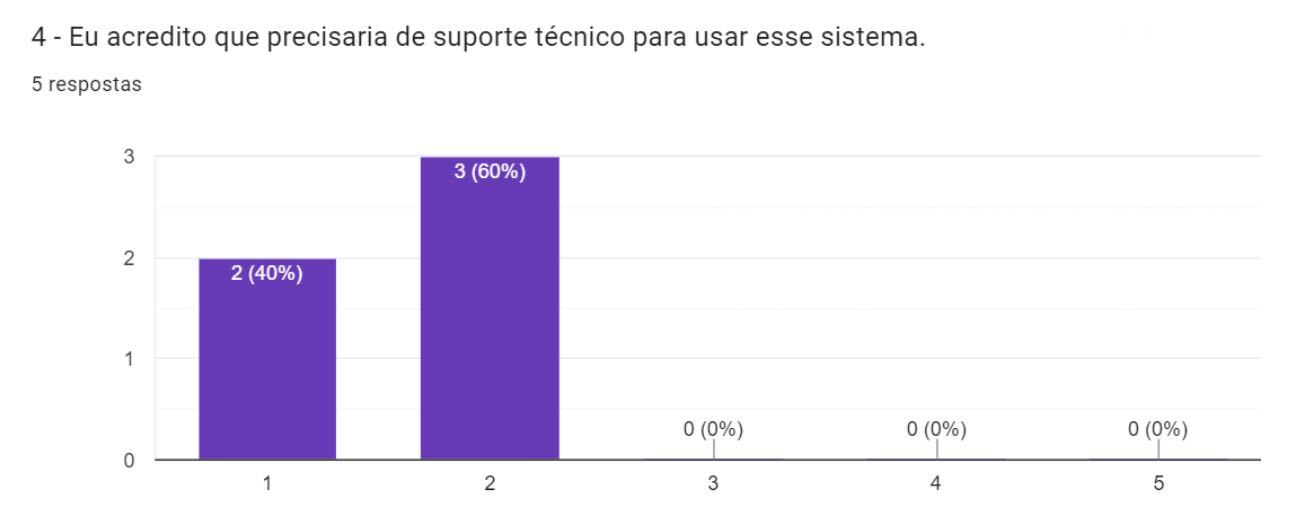 4 - Eu acredito que precisaria de suporte técnico para usar esse sistema.
5 respostas
3
3 (60%)
2
2 (40%)
1
0 (0%) 0 (0%) 0 (0%)
0
1 2 3 4 5